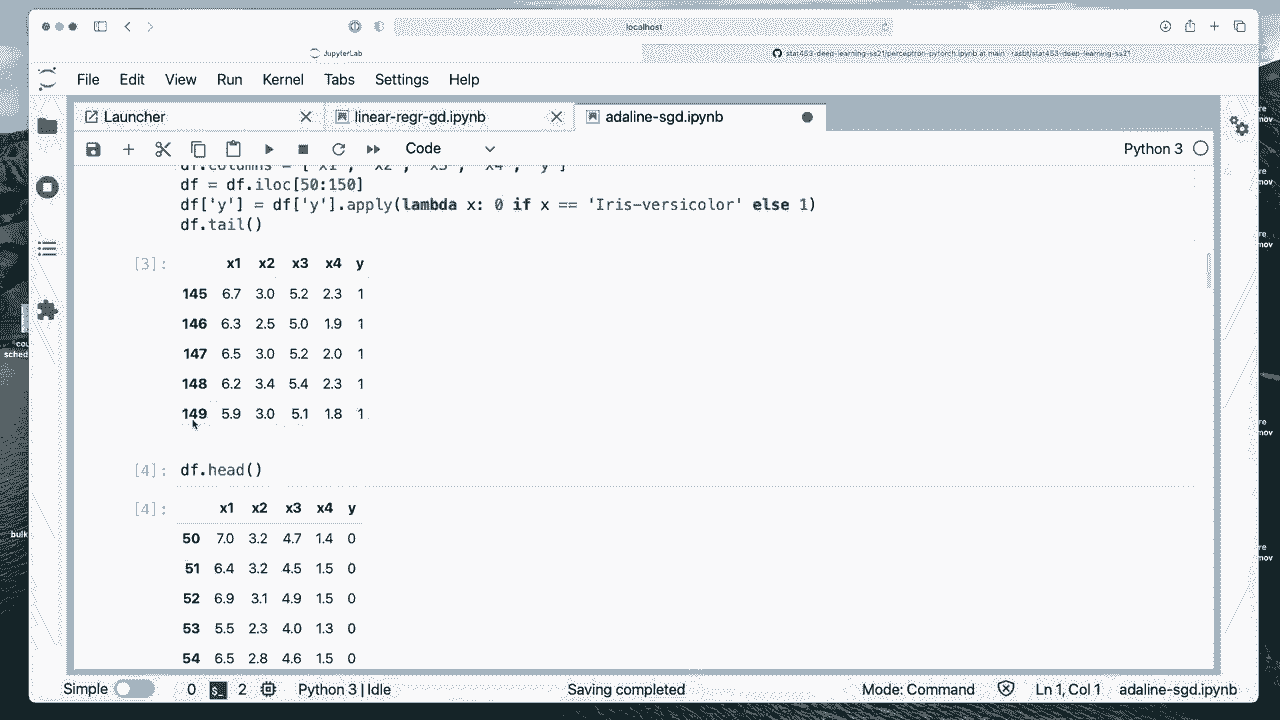 localhost
JupyterLab
stat453-deep-learning-ss21/perceptron-pytorch.ipynb at main · rasbt/stat453-deep-learning-ss21
File Edit View Run Kernel Tabs Settings Help
Launcher linear-regr-gd.ipynb adaline-sgd.ipynb
Code Python 3
df.columns = ['x1', 'x2', 'x3', 'x4', 'y']
df = df.iloc[50:150]
df['y'] = df['y'].apply(lambda x: 0 if x == 'Iris-versicolor' else 1)
df.tail()
[3]: x1 x2 x3 x4 y
145 6.7 3.0 5.2 2.3 1
146 6.3 2.5 5.0 1.9 1
147 6.5 3.0 5.2 2.0 1
148 6.2 3.4 5.4 2.3 1
149 5.9 3.0 5.1 1.8 1
[4]: df.head()
[4]: x1 x2 x3 x4 y
50 7.0 3.2 4.7 1.4 0
51 6.4 3.2 4.5 1.5 0
52 6.9 3.1 4.9 1.5 0
53 5.5 2.3 4.0 1.3 0
54 6.5 2.8 4.6 1.5 0
Simple 0 $_ 2 Python 3 | Idle Saving completed Mode: Command Ln 1, Col 1 adaline-sgd.ipynb
sched
bulk